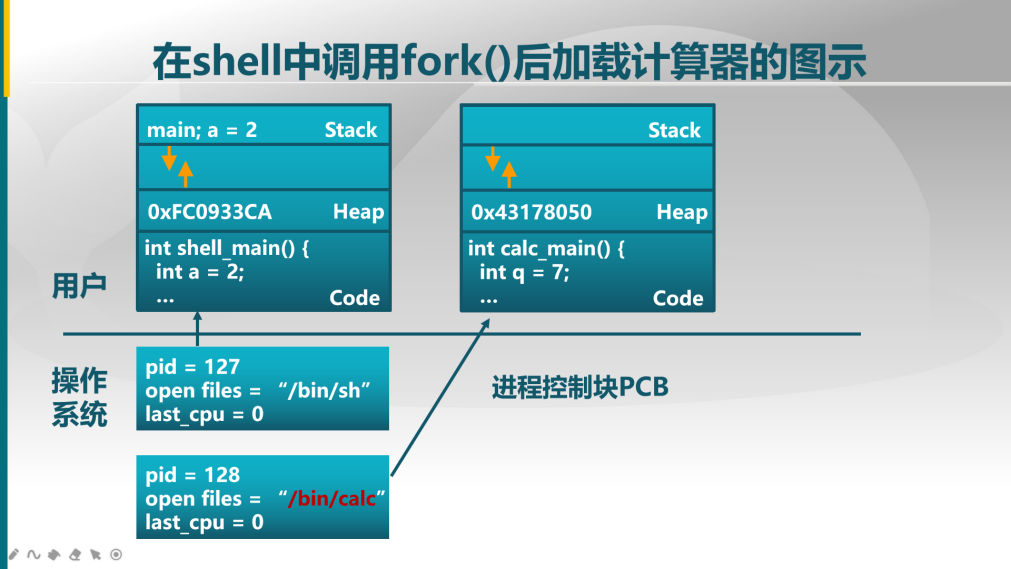 在shell中调用fork()后加载计算器的图示
main; a = 2 Stack
0xFC0933CA Heap
int shell_main() {
int a = 2;
… Code
Stack
0x43178050 Heap
int calc_main() {
int q = 7;
… Code
用户
操作
系统
pid = 127
open files = “/bin/sh”
last_cpu = 0
进程控制块PCB
pid = 128
open files = “/bin/calc”
last_cpu = 0